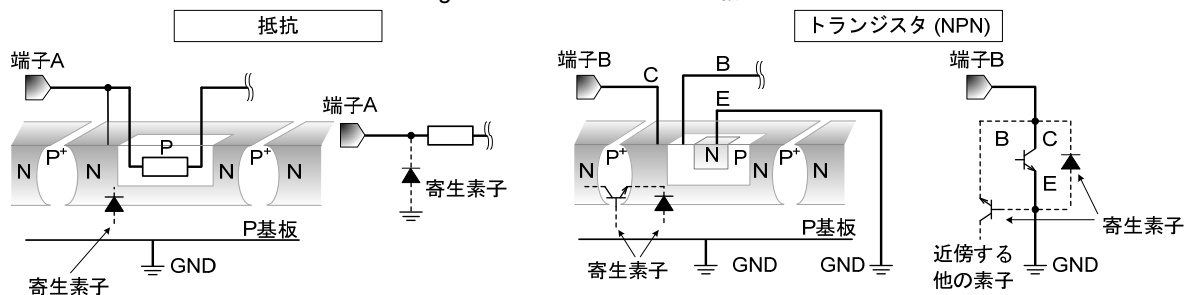 抵抗
トランジスタ (NPN)
端子A
N
P+
N
P
N
P+
N
P基板
GND
寄生素子
端子A
寄生素子
端子B
C
B
E
N
P+
N
N
P
N
P+
N
P基板
寄生素子
GND
GND
端子B
B
C
E
寄生素子
近傍する
他の素子
GND